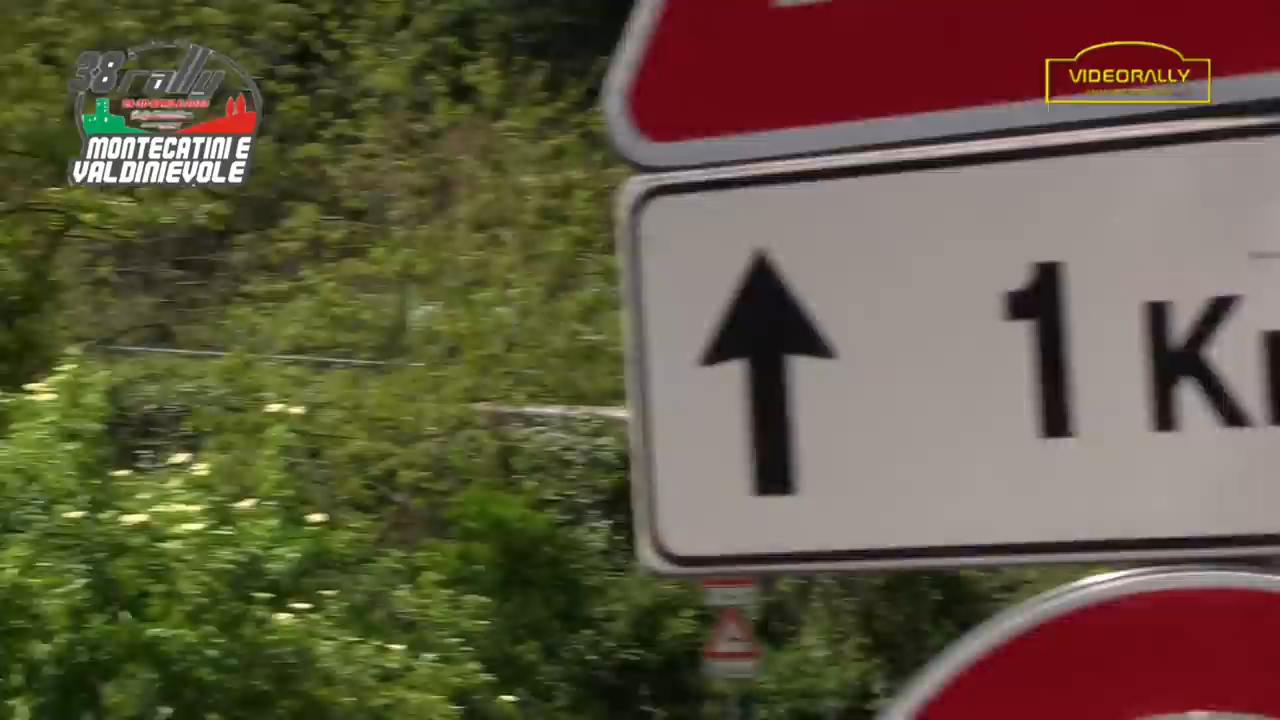 38° rally
MONTECATINI E
VALDINIEVOLE
VIDEORALLY
1 K